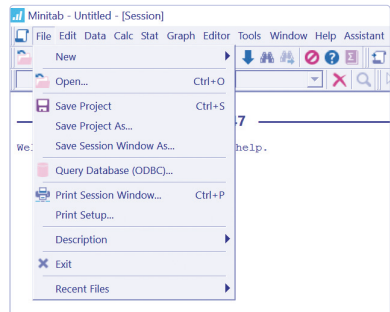 Minitab - Untitled - [Session]
File Edit Data Calc Stat Graph Editor Tools Window Help Assistant
New
Open... Ctrl+O
Save Project Ctrl+S
Save Project As...
47
Save Session Window As...
help.
Query Database (ODBC)...
Print Session Window... Ctrl+P
Print Setup...
Description
Exit
Recent Files